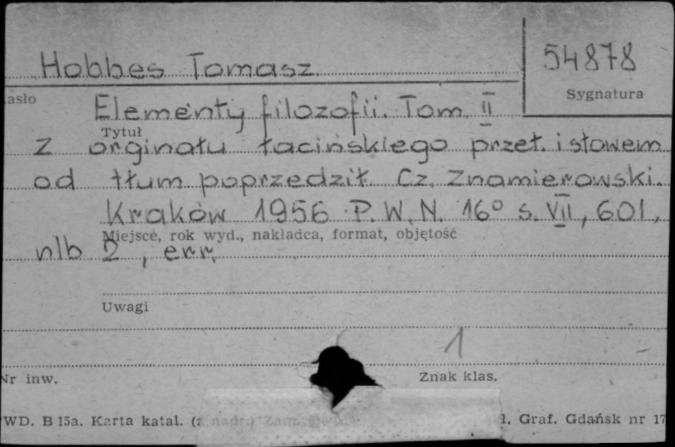 Hobbes Tomasz
54878
asło
Sygnatura
Elementy filozofii. Tom II
Tytuł
z orginału łacińskiego przeł. i słowem
od tłum poprzedził Cz. Znamierowski.
Kraków 1956 P.W.N. 16° s. VII, 601,
Miejsce, rok wyd., nakładca, format, objętość
nlb 2, err.
Uwagi
1
Nr inw.
Znak klas.
WD. B 15a. Karta katal. (z nadr.) Zam.
Graf. Gdańsk nr 17